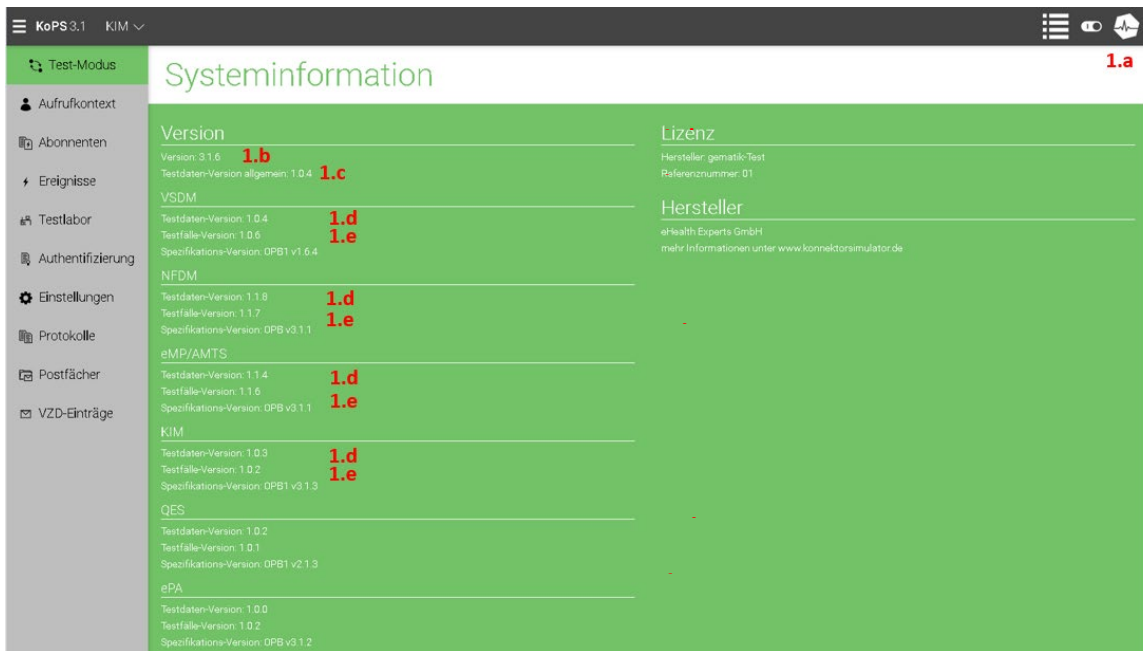 KoPS 3.1 KIM
1.a
Test-Modus
Aufrufkontext
Abonnenten
Ereignisse
Testlabor
Authentifizierung
Einstellungen
Protokolle
Postfächer
VZD-Einträge
Systeminformation
Version
Version: 3.1.6 1.b
Testdaten-Version allgemein: 1.0.4 1.c
VSDM
Testdaten-Version: 1.0.4 1.d
Testfälle-Version: 1.0.6 1.e
Spezifikations-Version: OPB1 v1.6.4
NFDM
Testdaten-Version: 1.1.8 1.d
Testfälle-Version: 1.1.7 1.e
Spezifikations-Version: OPB v3.1.1
eMP/AMTS
Testdaten-Version: 1.1.4 1.d
Testfälle-Version: 1.1.6 1.e
Spezifikations-Version: OPB v3.1.1
KIM
Testdaten-Version: 1.0.3 1.d
Testfälle-Version: 1.0.2 1.e
Spezifikations-Version: OPB1 v3.1.3
QES
Testdaten-Version: 1.0.2
Testfälle-Version: 1.0.1
Spezifikations-Version: OPB1 v2.1.3
ePA
Testdaten-Version: 1.0.0
Testfälle-Version: 1.0.2
Spezifikations-Version: OPB v3.1.2
Lizenz
Hersteller: gematik-Test
Referenznummer: 01
Hersteller
eHealth Experts GmbH
mehr Informationen unter www.konnektorsimulator.de